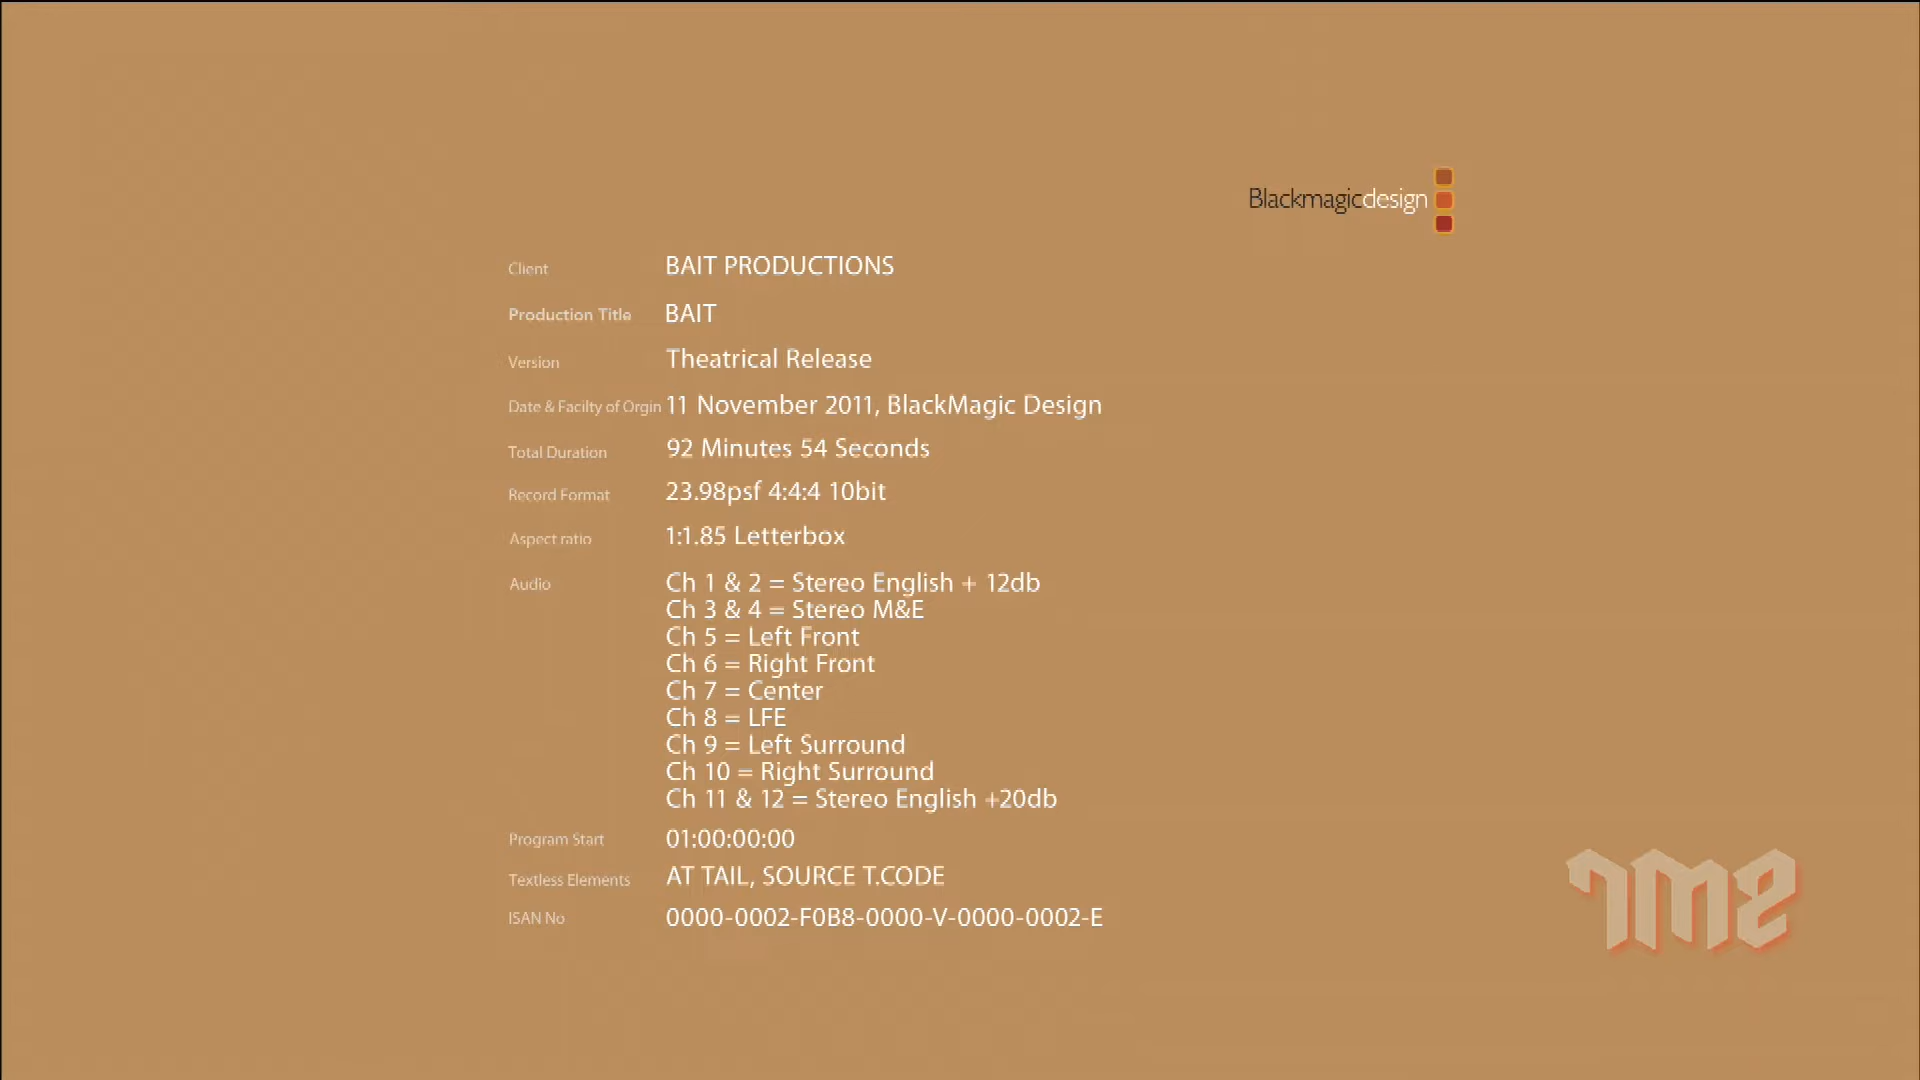 Blackmagicdesign
Client BAIT PRODUCTIONS
Production Title BAIT
Version Theatrical Release
Date & Facilty of Orgin 11 November 2011, BlackMagic Design
Total Duration 92 Minutes 54 Seconds
Record Format 23.98psf 4:4:4 10bit
Aspect ratio 1:1.85 Letterbox
Audio Ch 1 & 2 = Stereo English + 12db
Ch 3 & 4 = Stereo M&E
Ch 5 = Left Front
Ch 6 = Right Front
Ch 7 = Center
Ch 8 = LFE
Ch 9 = Left Surround
Ch 10 = Right Surround
Ch 11 & 12 = Stereo English +20db
Program Start 01:00:00:00
Textless Elements AT TAIL, SOURCE T.CODE
ISAN No 0000-0002-F0B8-0000-V-0000-0002-E